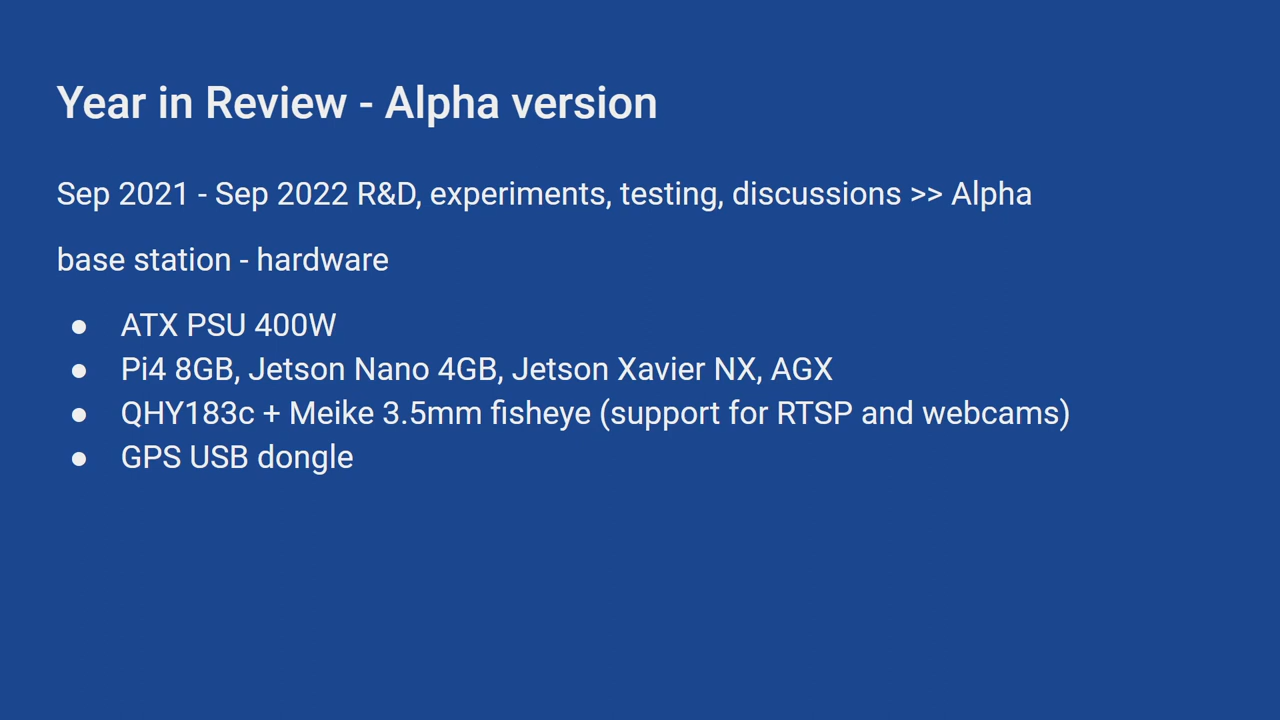 Year in Review - Alpha version
Sep 2021 - Sep 2022 R&D, experiments, testing, discussions >> Alpha
base station - hardware
● ATX PSU 400W
● Pi4 8GB, Jetson Nano 4GB, Jetson Xavier NX, AGX
● QHY183c + Meike 3.5mm fisheye (support for RTSP and webcams)
● GPS USB dongle